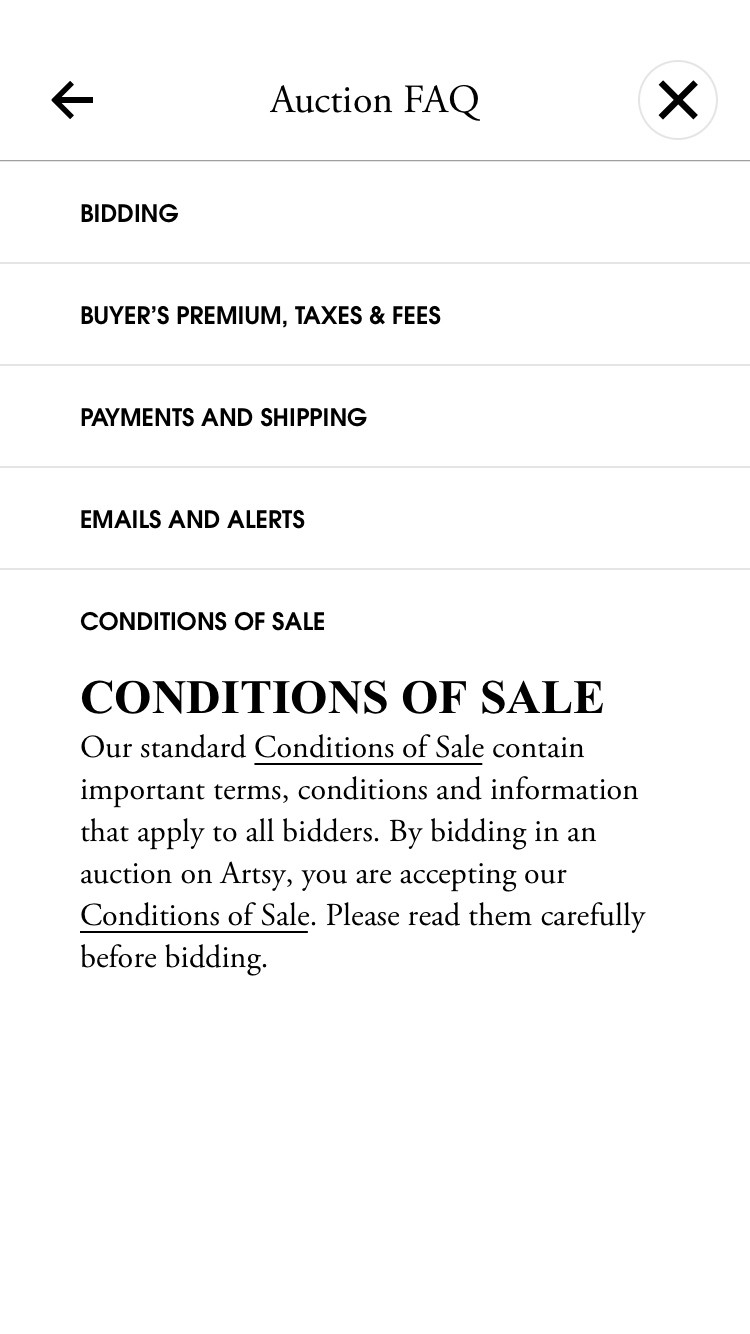 Auction FAQ
BIDDING
BUYER’S PREMIUM, TAXES & FEES
PAYMENTS AND SHIPPING
EMAILS AND ALERTS
CONDITIONS OF SALE
CONDITIONS OF SALE
Our standard Conditions of Sale contain
important terms, conditions and information
that apply to all bidders. By bidding in an
auction on Artsy, you are accepting our
Conditions of Sale. Please read them carefully
before bidding.